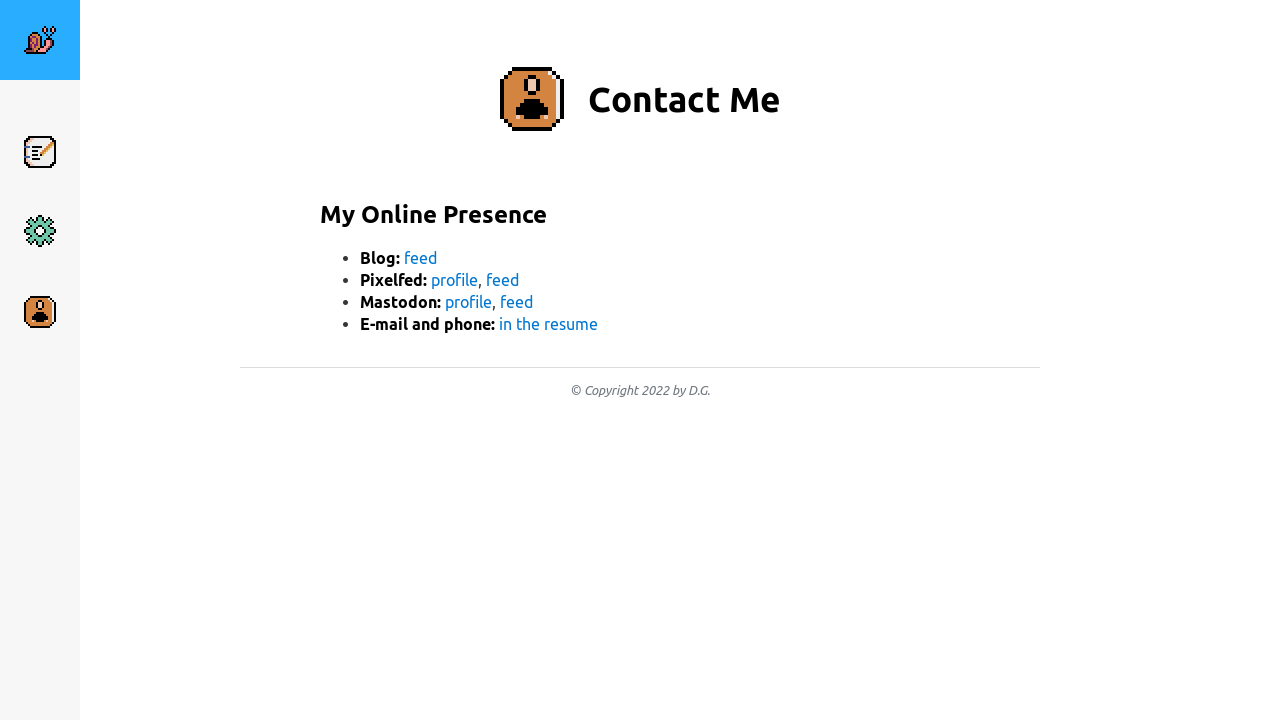 Contact Me
My Online Presence
Blog: feed
Pixelfed: profile, feed
Mastodon: profile, feed
E-mail and phone: in the resume
© Copyright 2022 by D.G.